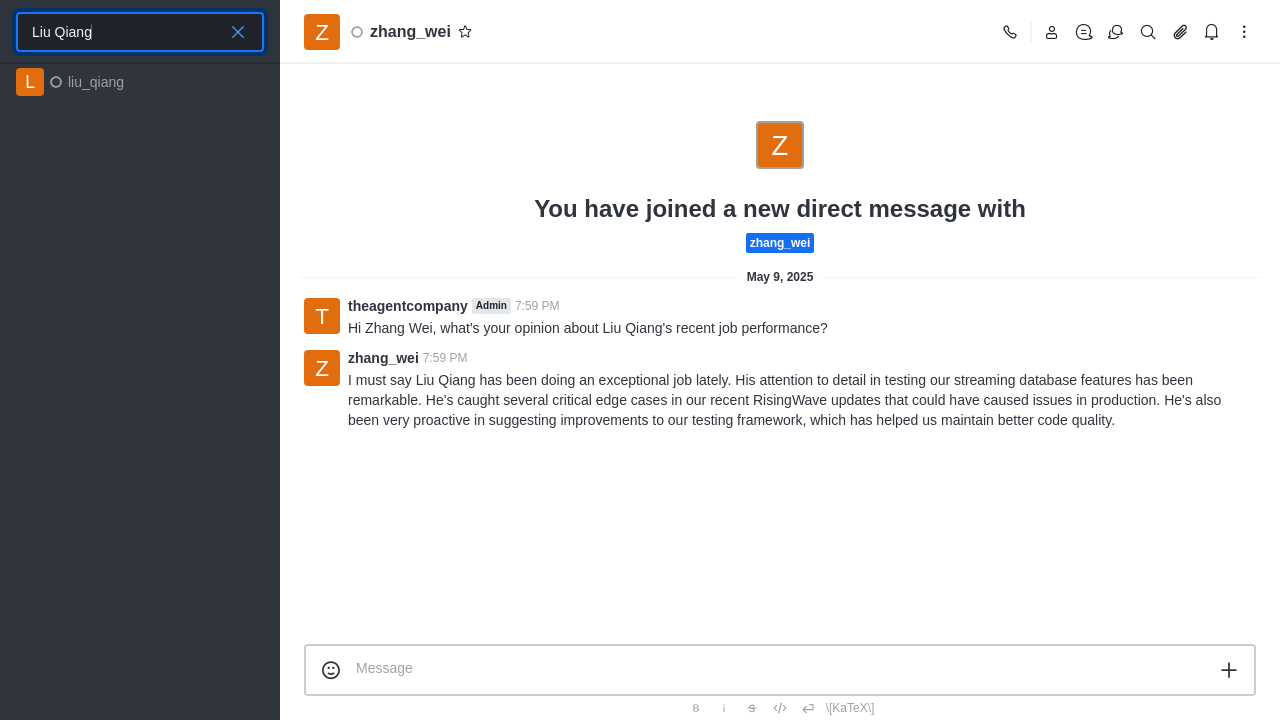 Liu Qiang
L
liu_qiang
Z
zhang_wei
Z
You have joined a new direct message with
zhang_wei
May 9, 2025
T
theagentcompany Admin 7:59 PM
Hi Zhang Wei, what's your opinion about Liu Qiang's recent job performance?
Z
zhang_wei 7:59 PM
I must say Liu Qiang has been doing an exceptional job lately. His attention to detail in testing our streaming database features has been
remarkable. He's caught several critical edge cases in our recent RisingWave updates that could have caused issues in production. He's also
been very proactive in suggesting improvements to our testing framework, which has helped us maintain better code quality.
Message
B i S </> \[KaTeX\]